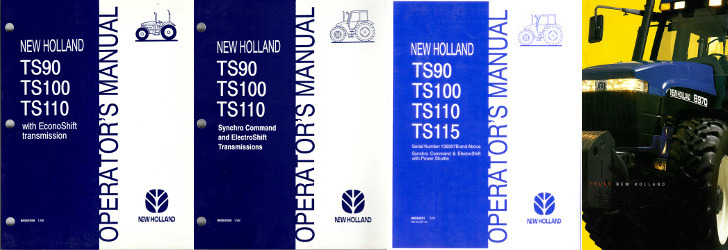 NEW HOLLAND
TS90
TS100
TS110
with EconoShift
transmission
OPERATOR'S MANUAL
NEW HOLLAND
NEW HOLLAND
TS90
TS100
TS110
Synchro Command
and ElectroShift
Transmissions
OPERATOR'S MANUAL
NEW HOLLAND
NEW HOLLAND
TS90
TS100
TS110
TS115
Synchro Command & ElectroShift
with Power Shuttle
OPERATOR'S MANUAL
NEW HOLLAND
NEW HOLLAND 8970
TRUST NEW HOLLAND